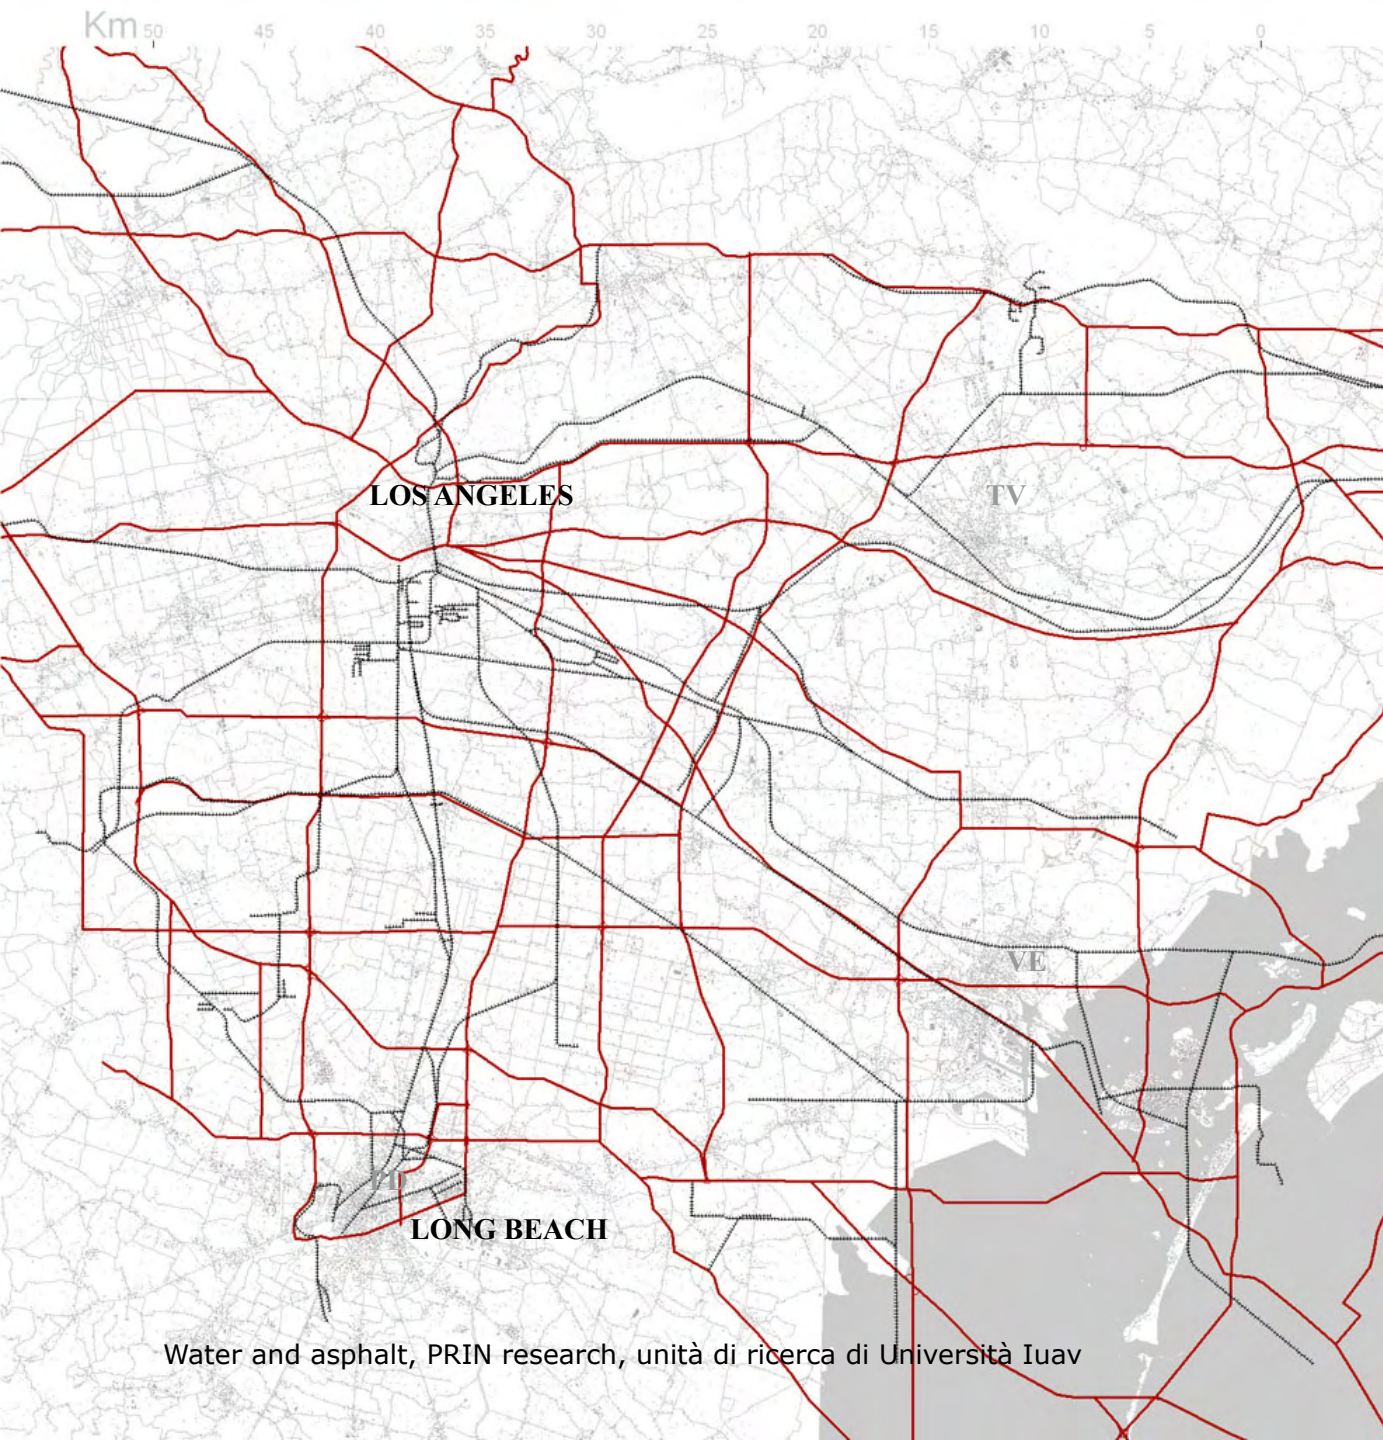 Km 50 45 40 35 30 25 20 15 10 5 0
LOS ANGELES
TV
VE
LONG BEACH
Water and asphalt, PRIN research, unità di ricerca di Università Iuav